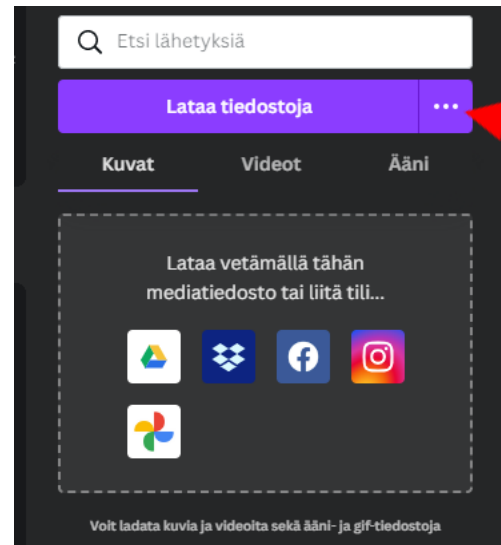 Etsi lähetyksiä
Lataa tiedostoja
Kuvat Videot Ääni
Lataa vetämällä tähän
mediatiedosto tai liitä tili...
Voit ladata kuvia ja videoita sekä ääni- ja gif-tiedostoja